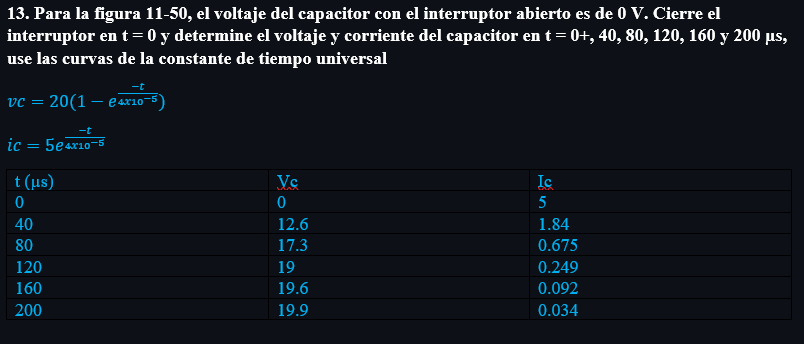 13. Para la figura 11-50, el voltaje del capacitor con el interruptor abierto es de 0 V. Cierre el
interruptor en t = 0 y determine el voltaje y corriente del capacitor en t = 0+, 40, 80, 120, 160 y 200 μs,
use las curvas de la constante de tiempo universal
vc = 20(1 − e^(−t/4x10^−5))
ic = 5e^(−t/4x10^−5)
t (μs) Vc Ic
0 0 5
40 12.6 1.84
80 17.3 0.675
120 19 0.249
160 19.6 0.092
200 19.9 0.034